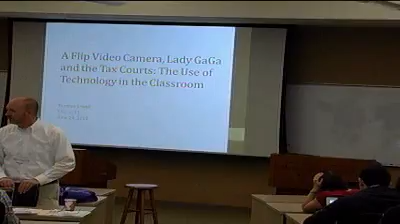 A Flip Video Camera, Lady GaGa
and the Tax Courts: The Use of
Technology in the Classroom